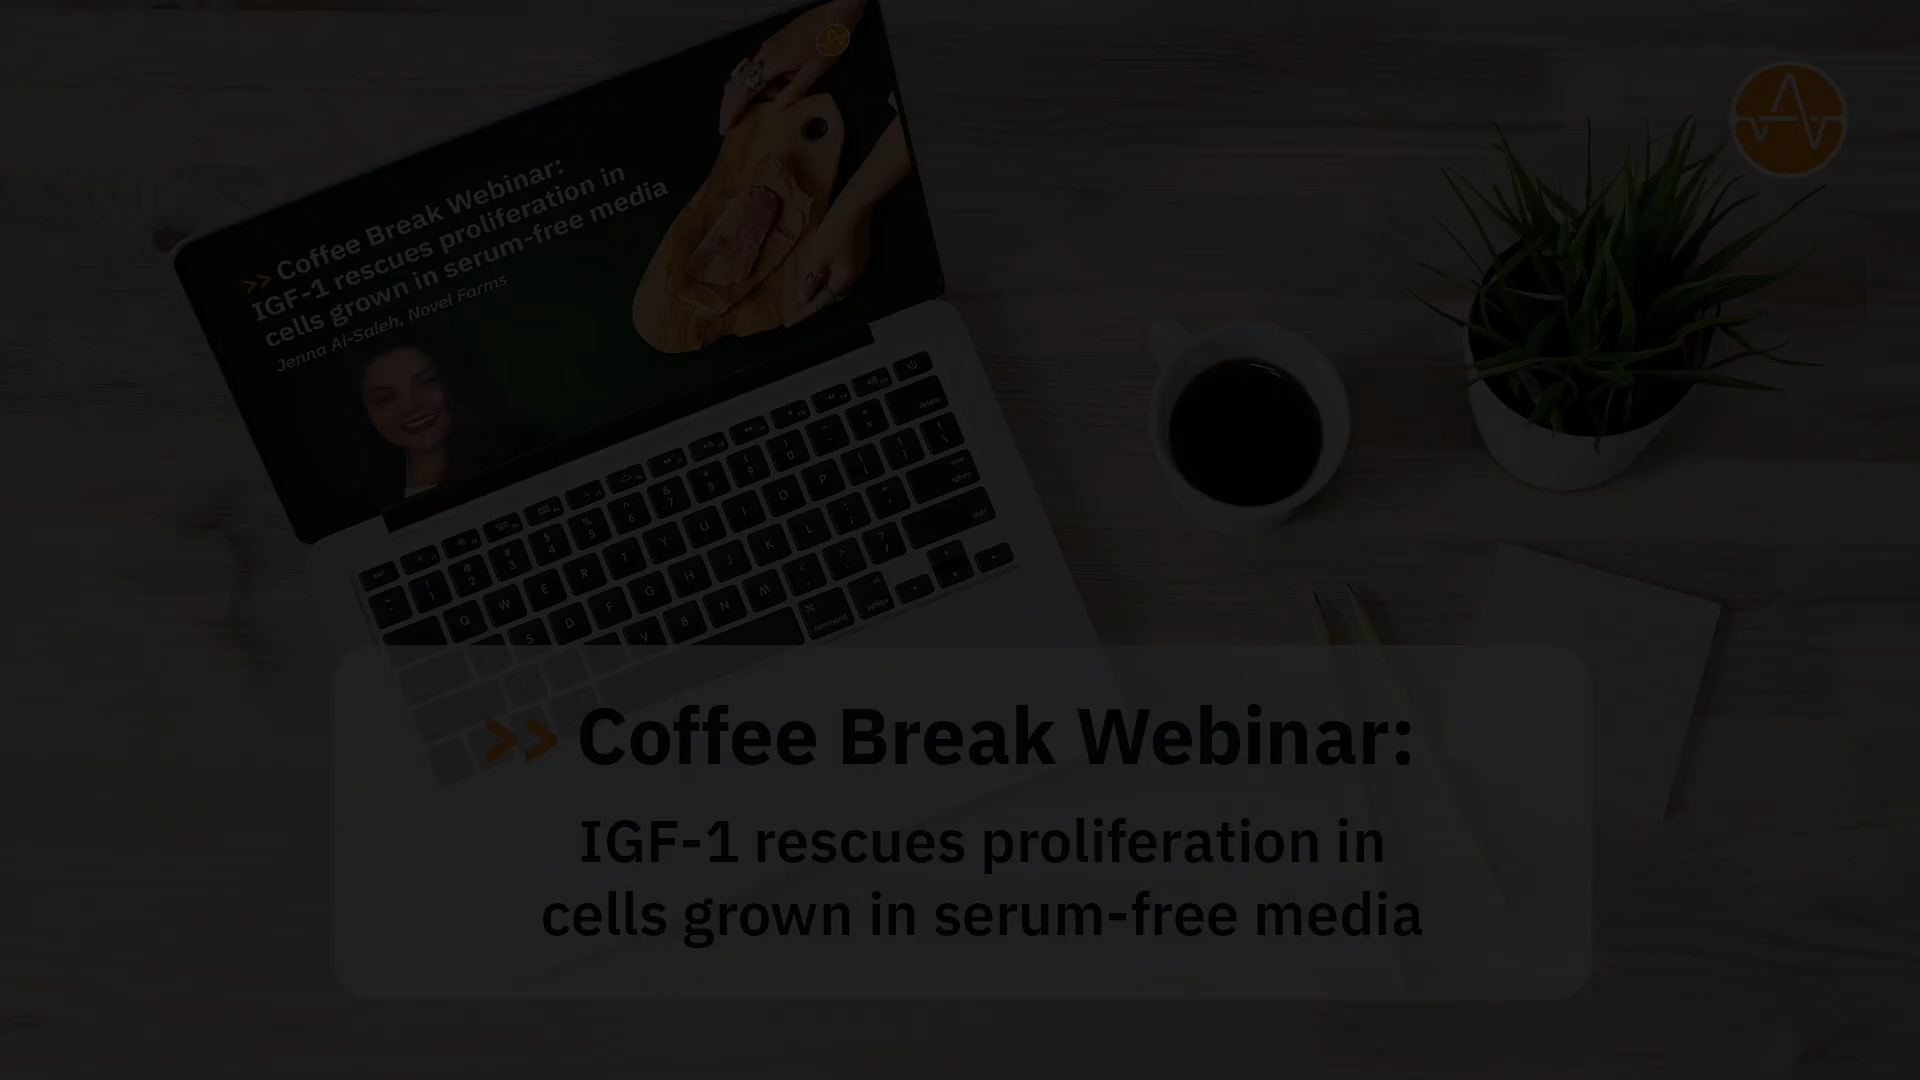 >> Coffee Break Webinar:
IGF-1 rescues proliferation in
cells grown in serum-free media
Jenna Al-Saleh, Novel Farms
>> Coffee Break Webinar:
IGF-1 rescues proliferation in
cells grown in serum-free media